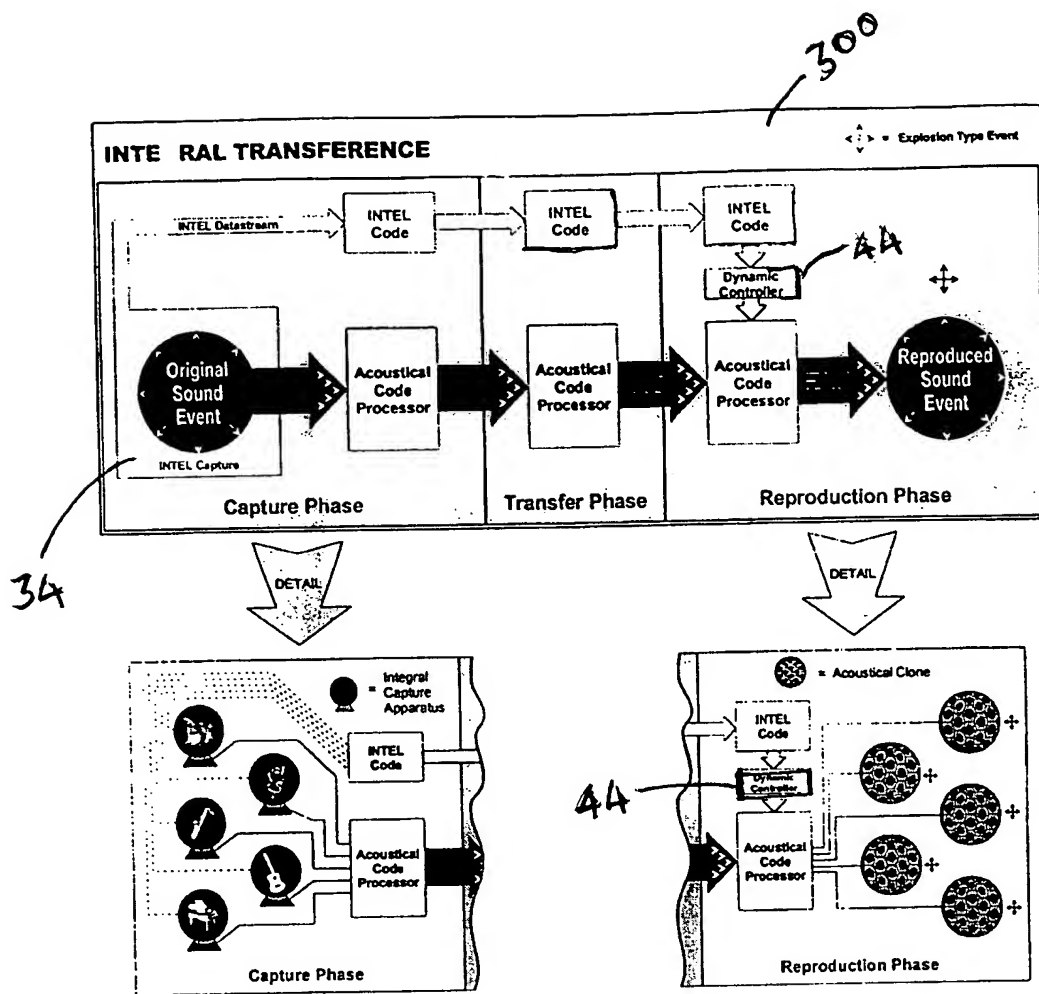 300
INTE RAL TRANSFERENCE
= Explosion Type Event
INTEL Datastream
INTEL
Code
INTEL
Code
INTEL
Code
44
Dynamic
Controller
Original
Sound
Event
Acoustical
Code
Processor
Acoustical
Code
Processor
Acoustical
Code
Processor
Reproduced
Sound
Event
INTEL Capture
Capture Phase
Transfer Phase
Reproduction Phase
34
DETAIL
DETAIL
= Integral
Capture
Apparatus
INTEL
Code
Acoustical
Code
Processor
Capture Phase
= Acoustical Clone
INTEL
Code
44
Dynamic
Controller
Acoustical
Code
Processor
Reproduction Phase